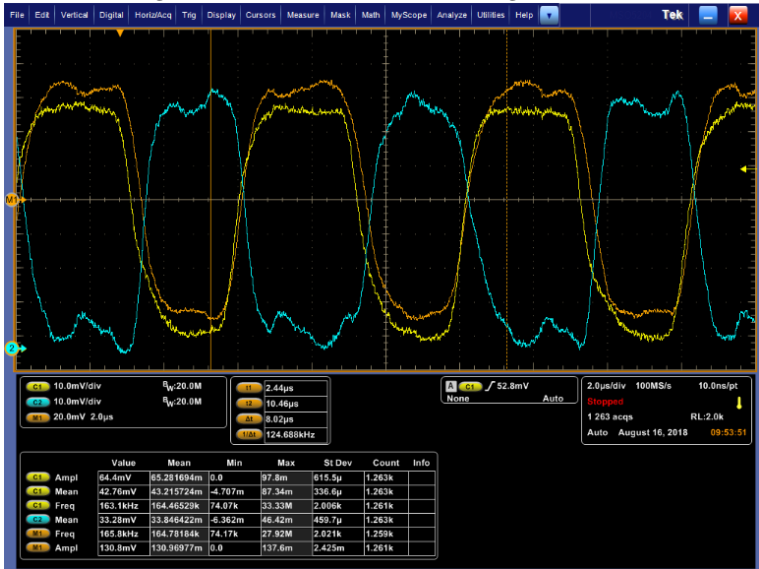 File Edit Vertical Digital Horiz/Acq Trig Display Cursors Measure Mask Math MyScope Analyze Utilities Help Tek X
M1
2
C1 10.0mV/div BW:20.0M
C2 10.0mV/div BW:20.0M
M1 20.0mV 2.0µs
t1 2.44µs
t2 10.46µs
Δt 8.02µs
1/Δt 124.688kHz
A C1 52.8mV
None Auto
2.0µs/div 100MS/s 10.0ns/pt
Stopped
1 263 acqs RL:2.0k
Auto August 16, 2018 09:53:51
Value Mean Min Max St Dev Count Info
C1 Ampl 64.4mV 65.281694m 0.0 97.8m 615.5µ 1.263k
C1 Mean 42.76mV 43.215724m -4.707m 87.34m 336.6µ 1.263k
C1 Freq 163.1kHz 164.46529k 74.07k 33.33M 2.006k 1.261k
C2 Mean 33.28mV 33.846422m -6.362m 46.42m 459.7µ 1.263k
M1 Freq 165.8kHz 164.78184k 74.17k 27.92M 2.021k 1.259k
M1 Ampl 130.8mV 130.96977m 0.0 137.6m 2.425m 1.261k